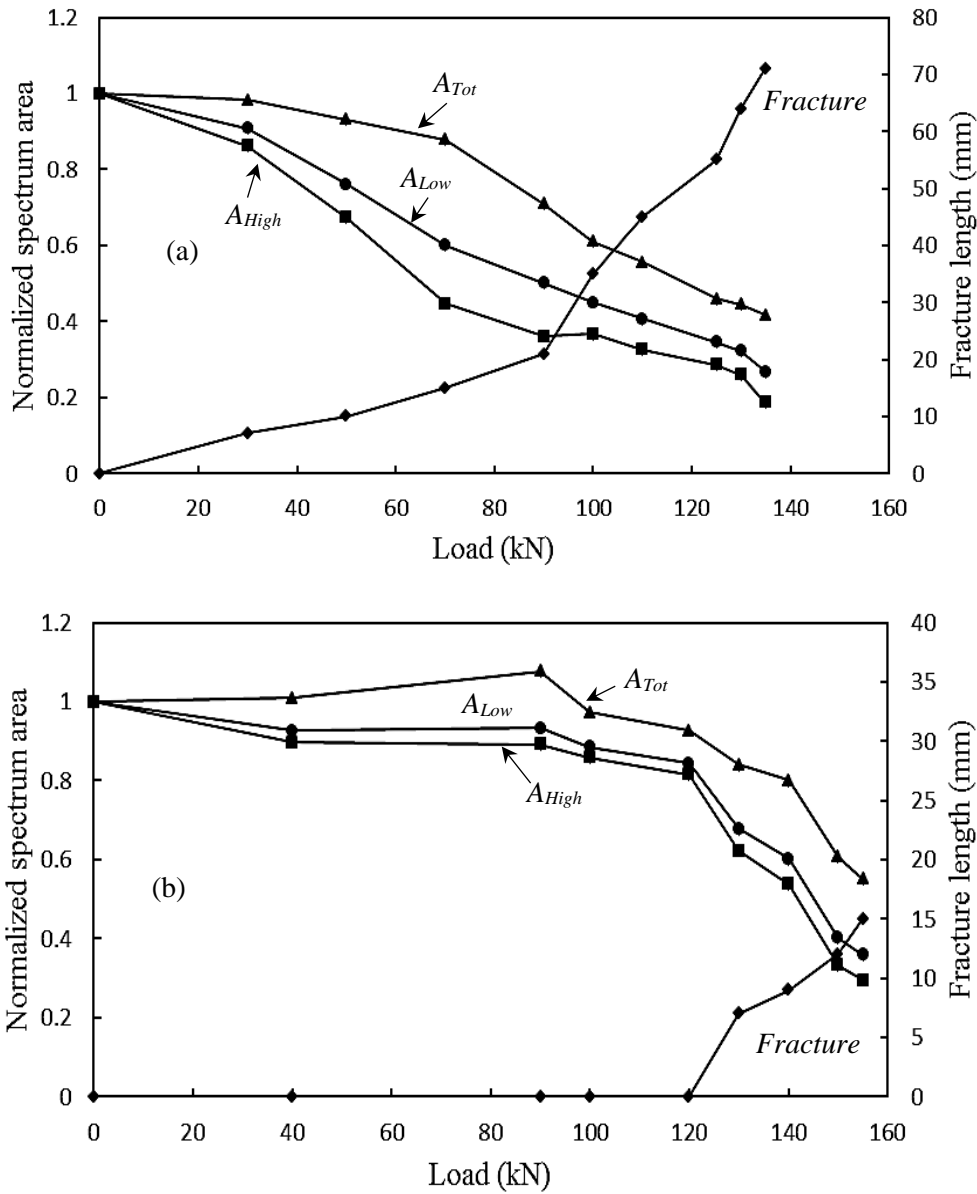 1.2
1
0.8
0.6
0.4
0.2
0
80
70
60
50
40
30
20
10
0
0 20 40 60 80 100 120 140 160
Normalized spectrum area
Fracture length (mm)
Load (kN)
A_Tot
A_Low
A_High
Fracture
(a)
1.2
1
0.8
0.6
0.4
0.2
0
40
35
30
25
20
15
10
5
0
0 20 40 60 80 100 120 140 160
Normalized spectrum area
Fracture length (mm)
Load (kN)
A_Tot
A_Low
A_High
Fracture
(b)